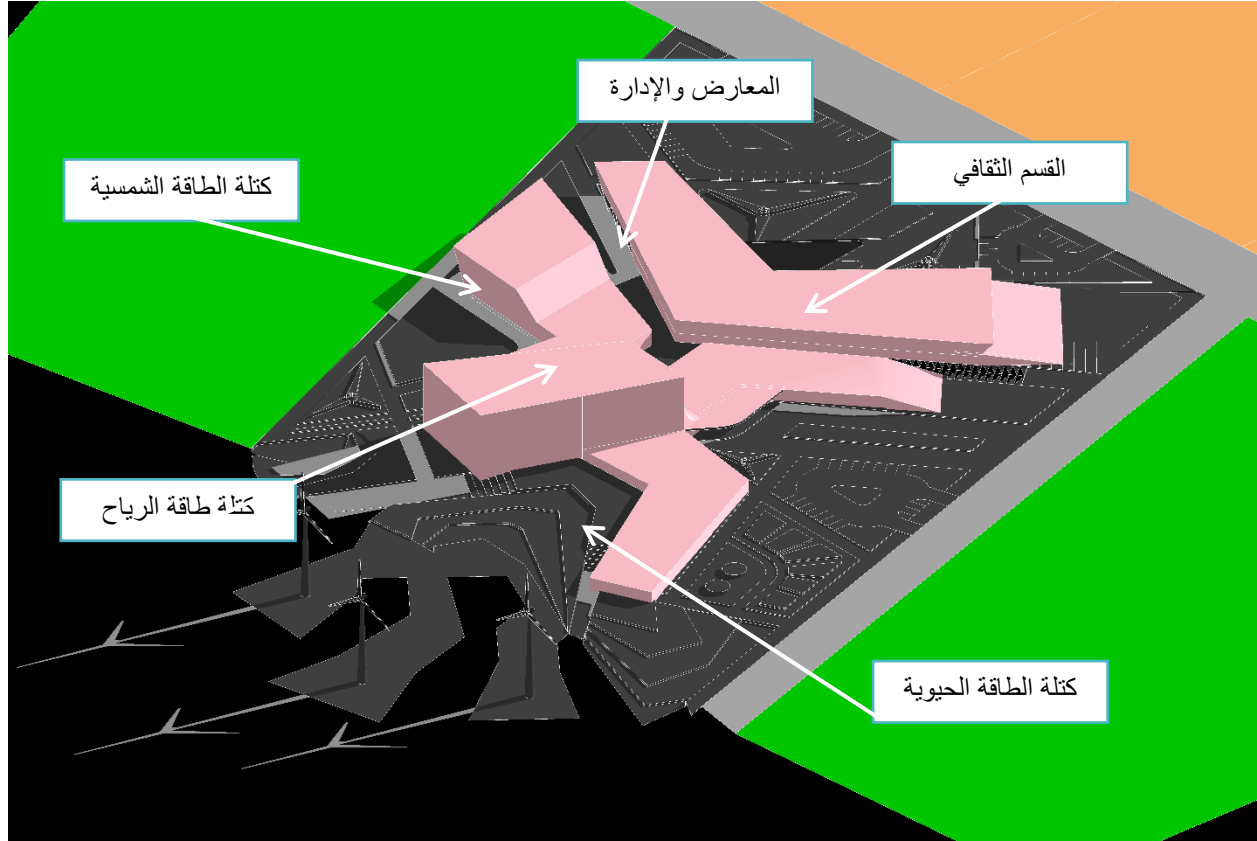 المعارض والإدارة
القسم الثقافي
كتلة الطاقة الشمسية
كتلة طاقة الرياح
كتلة الطاقة الحيوية